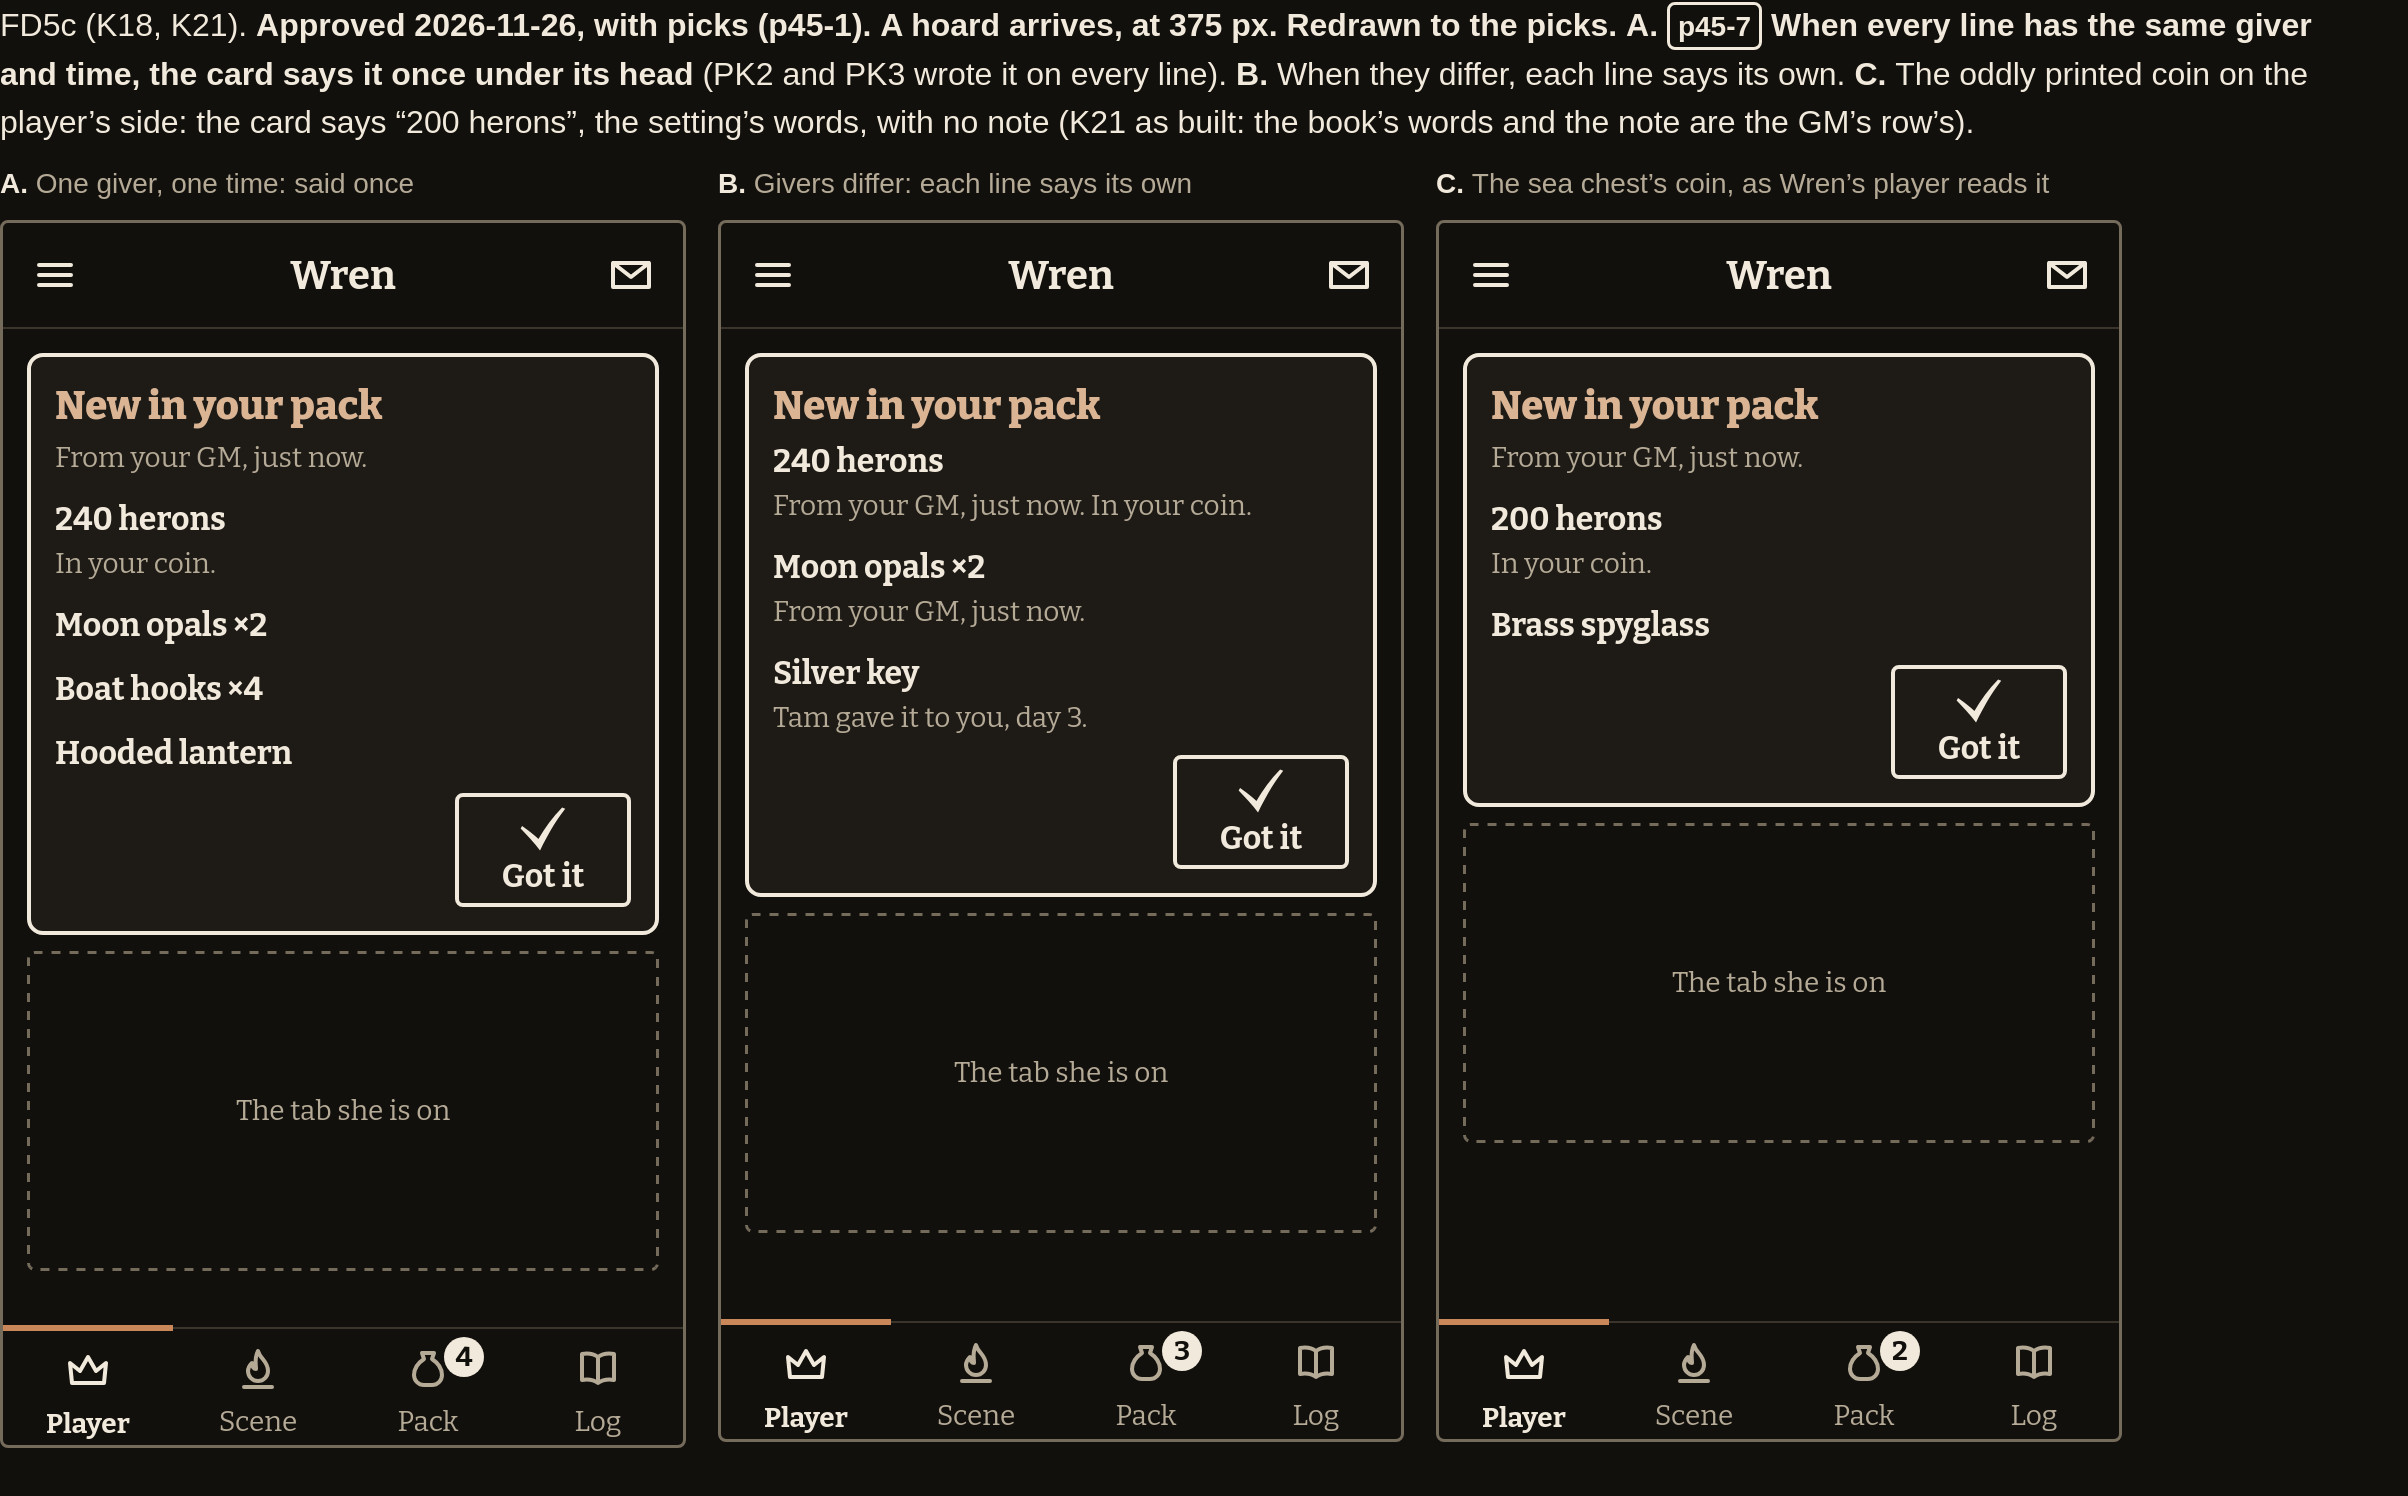 FD5c (K18, K21). Approved 2026-11-26, with picks (p45-1). A hoard arrives, at 375 px. Redrawn to the picks. A. p45-7 When every line has the same giver
and time, the card says it once under its head (PK2 and PK3 wrote it on every line). B. When they differ, each line says its own. C. The oddly printed coin on the
player’s side: the card says “200 herons”, the setting’s words, with no note (K21 as built: the book’s words and the note are the GM’s row’s).
A. One giver, one time: said once
Wren
New in your pack
From your GM, just now.
240 herons
In your coin.
Moon opals ×2
Boat hooks ×4
Hooded lantern
Got it
The tab she is on
4
Player Scene Pack Log
B. Givers differ: each line says its own
Wren
New in your pack
240 herons
From your GM, just now. In your coin.
Moon opals ×2
From your GM, just now.
Silver key
Tam gave it to you, day 3.
Got it
The tab she is on
3
Player Scene Pack Log
C. The sea chest’s coin, as Wren’s player reads it
Wren
New in your pack
From your GM, just now.
200 herons
In your coin.
Brass spyglass
Got it
The tab she is on
2
Player Scene Pack Log